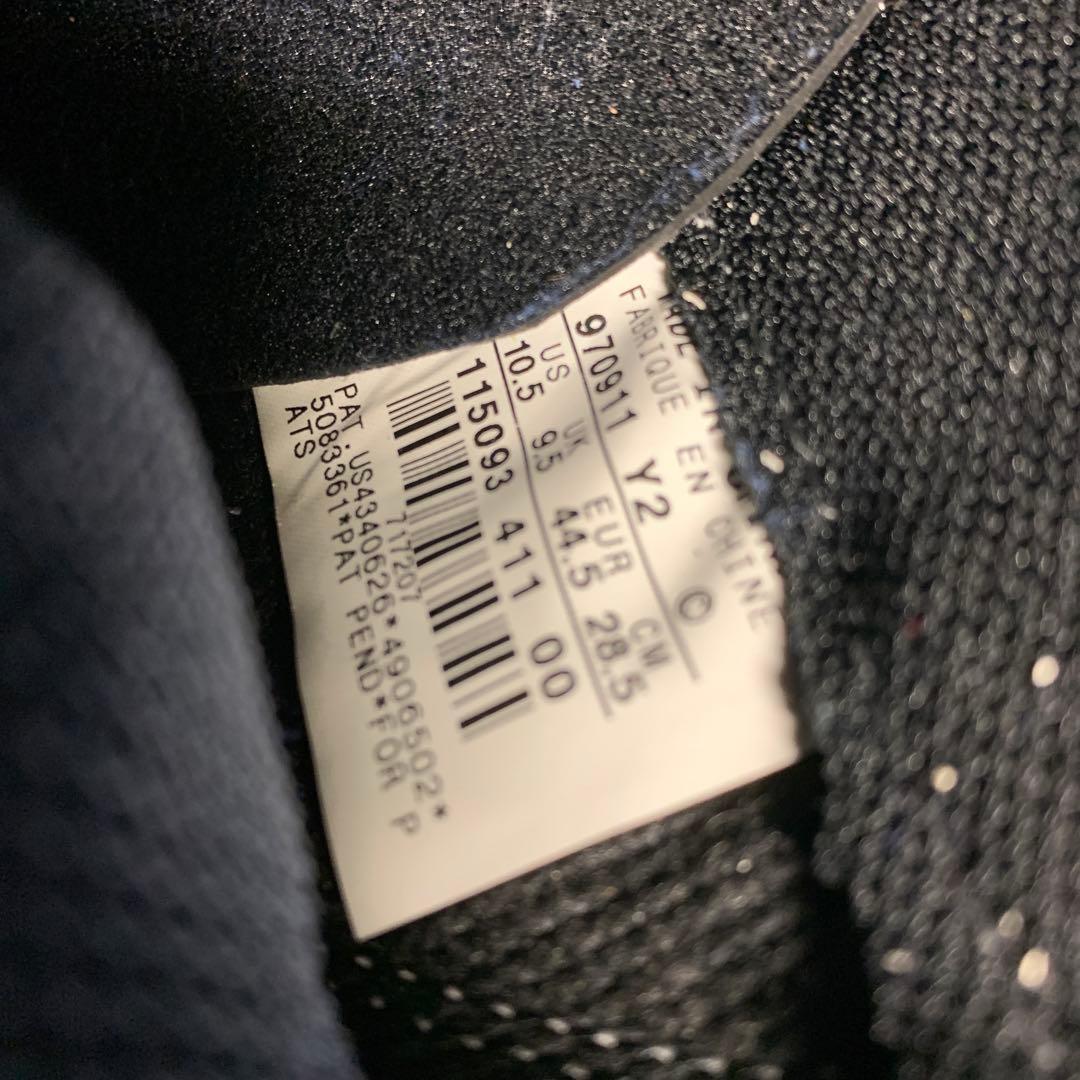 FABRIQUE EN CHINE
970911 Y2 ©
US UK EUR CM
10.5 9.5 44.5 28.5
115093 411 00
717207
PAT.US4340626*4906502*
5083361*PAT PEND*FOR P
ATS